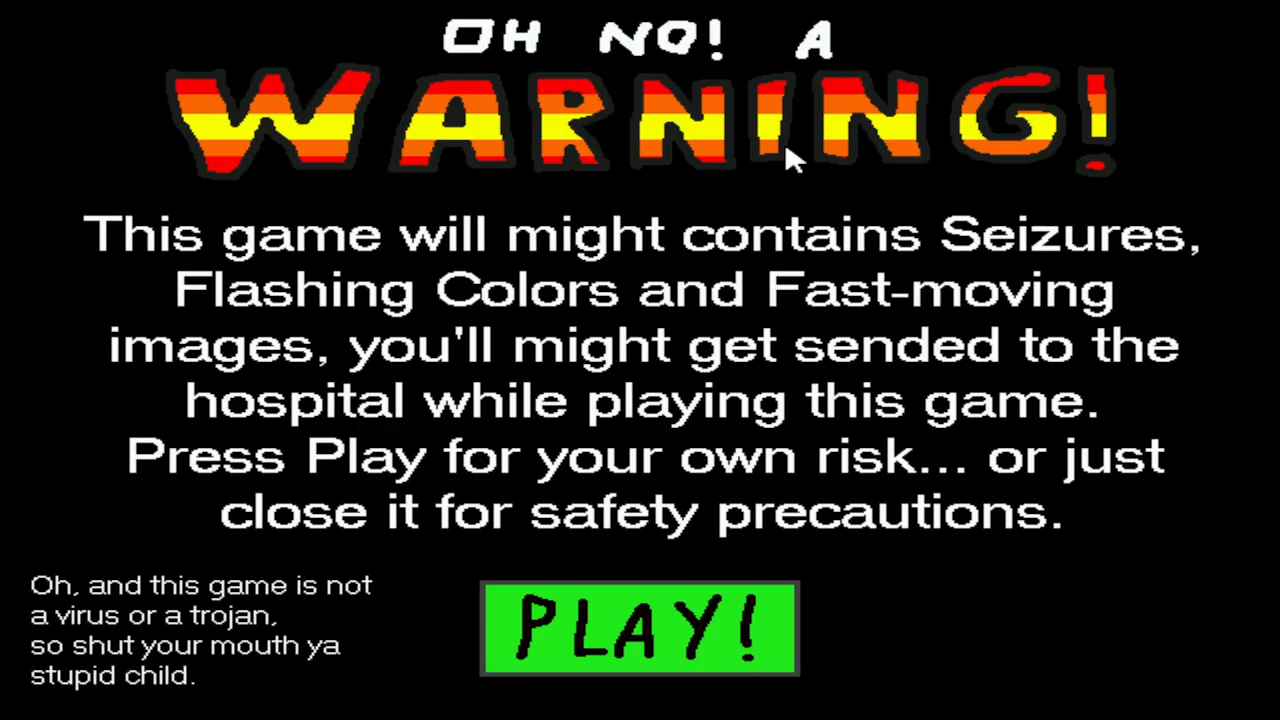 OH NO! A
WARNING!
This game will might contains Seizures,
Flashing Colors and Fast-moving
images, you'll might get sended to the
hospital while playing this game.
Press Play for your own risk... or just
close it for safety precautions.
Oh, and this game is not
a virus or a trojan,
so shut your mouth ya
stupid child.
PLAY!